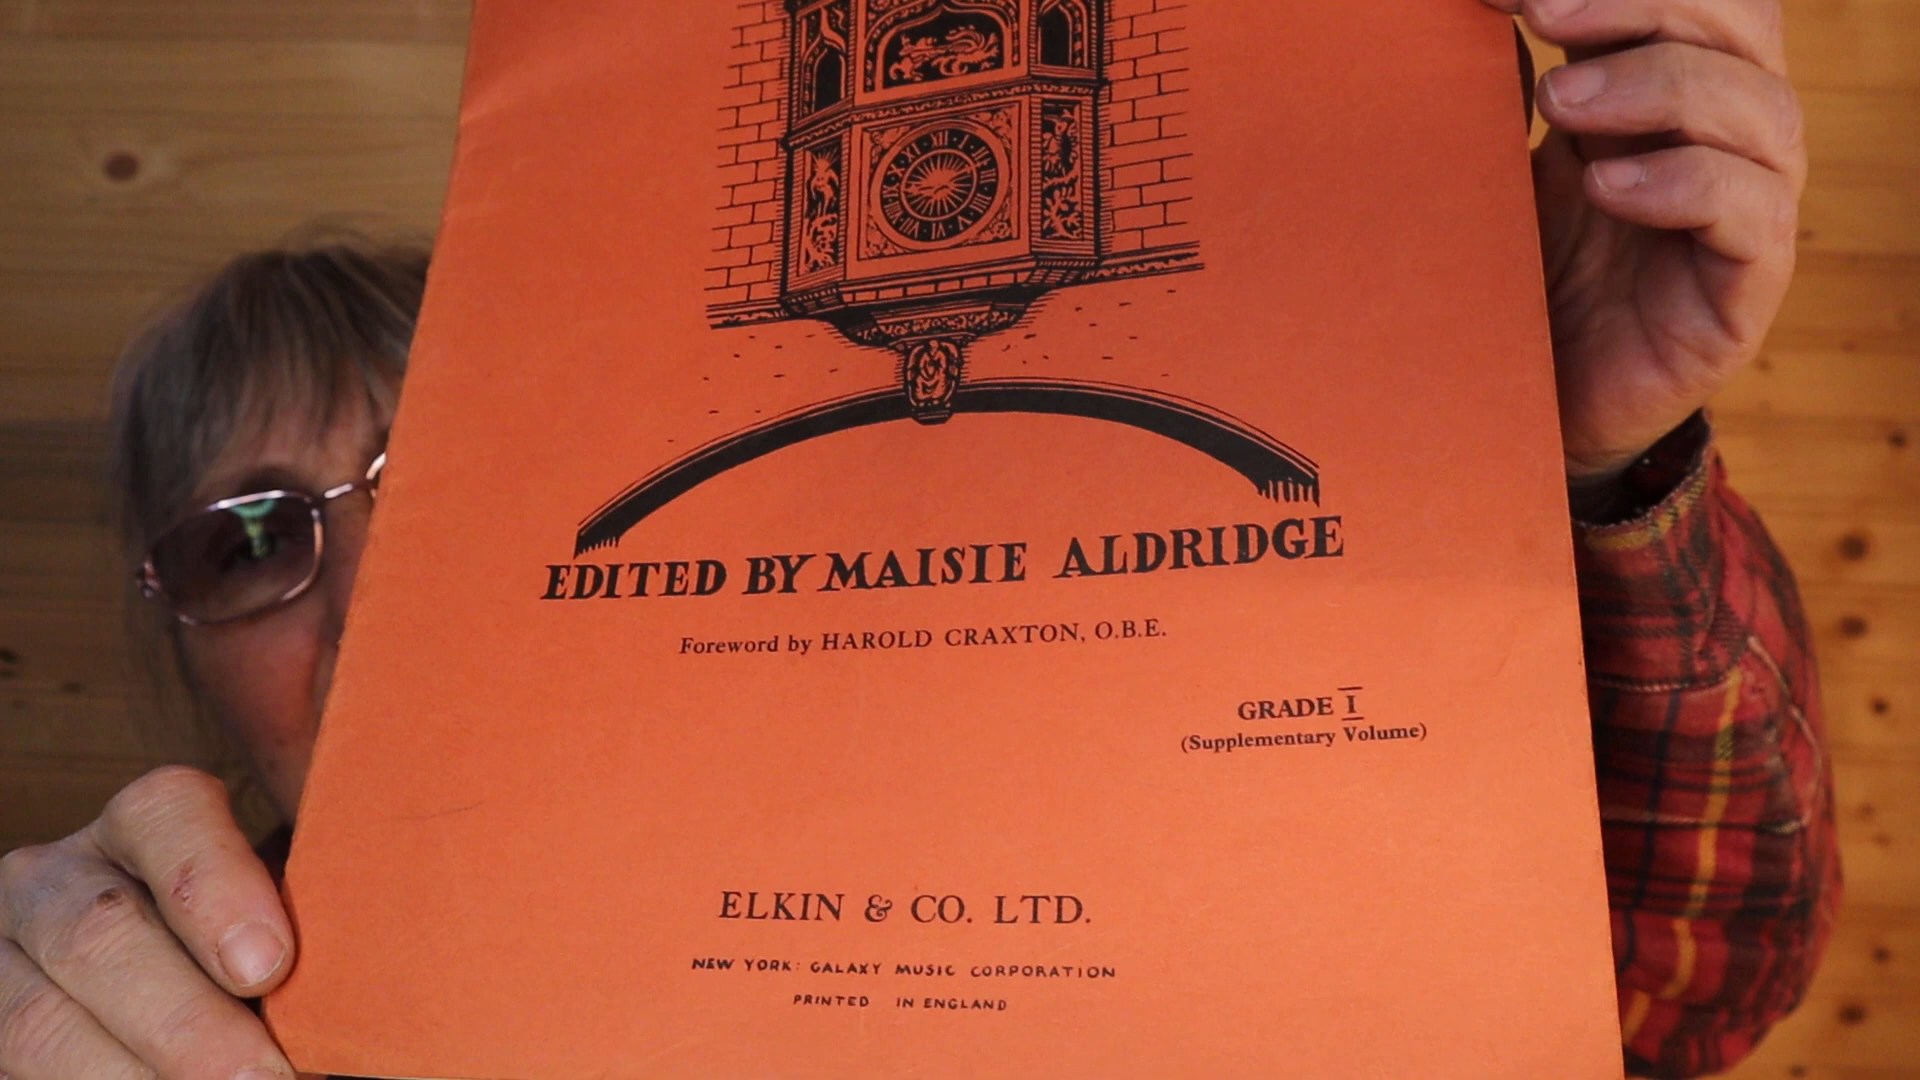 EDITED BY MAISIE ALDRIDGE
Foreword by HAROLD CRAXTON, O.B.E.
GRADE I
(Supplementary Volume)
ELKIN & CO. LTD.
NEW YORK: GALAXY MUSIC CORPORATION
PRINTED IN ENGLAND